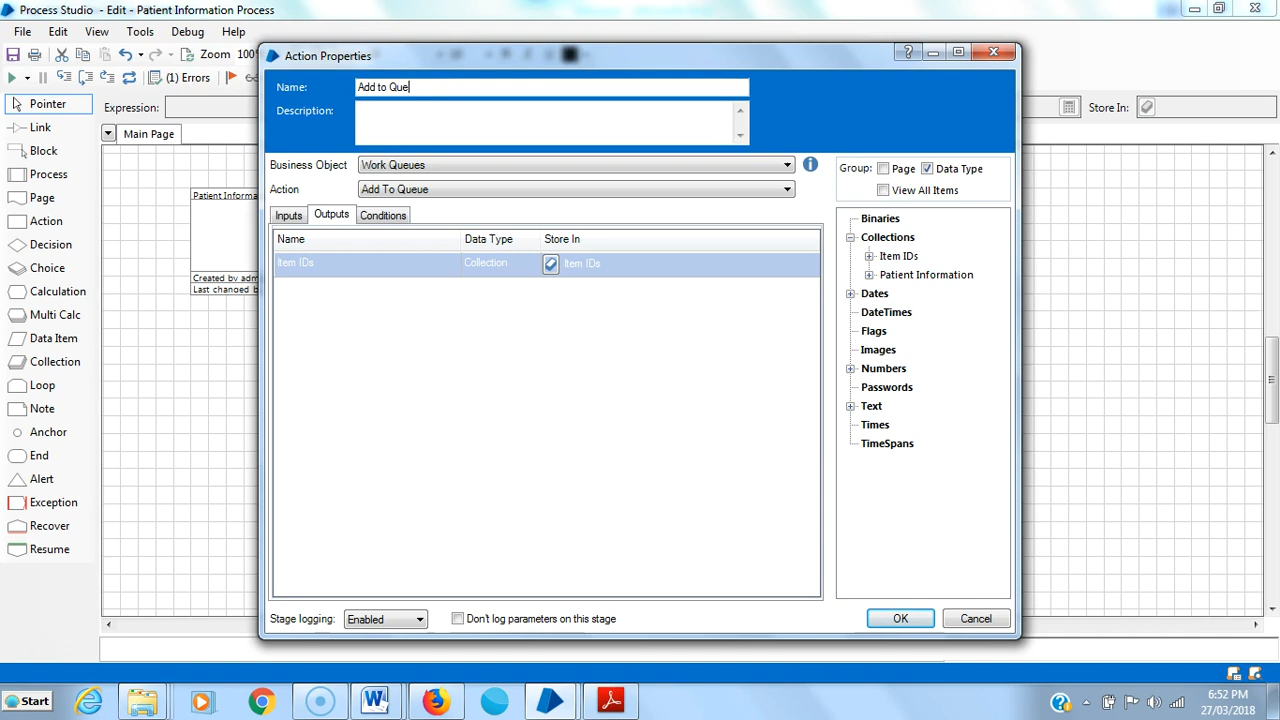 Process Studio - Edit - Patient Information Process
File Edit View Tools Debug Help
Zoom 100
(1) Errors
Expression:
Store In:
Pointer
Link
Block
Process
Page
Action
Decision
Choice
Calculation
Multi Calc
Data Item
Collection
Loop
Note
Anchor
End
Alert
Exception
Recover
Resume
Main Page
Patient Informa
Created by adm
Last changed b
Action Properties
Name: Add to Que
Description:
Business Object Work Queues
Action Add To Queue
Inputs Outputs Conditions
Name Data Type Store In
Item IDs Collection Item IDs
Group: Page Data Type
View All Items
Binaries
Collections
Item IDs
Patient Information
Dates
DateTimes
Flags
Images
Numbers
Passwords
Text
Times
TimeSpans
Stage logging: Enabled Don't log parameters on this stage
OK Cancel
Start
6:52 PM
27/03/2018